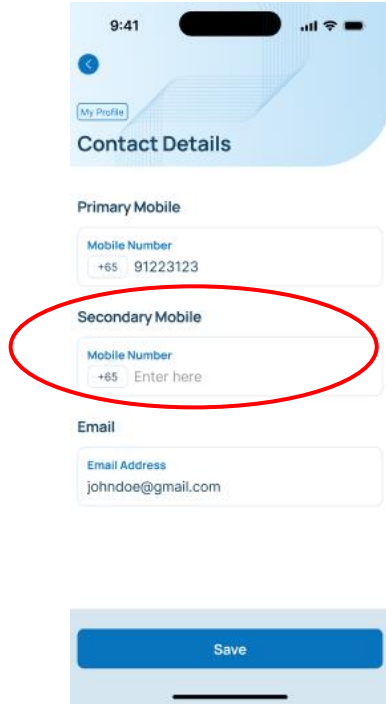 9:41
My Profile
Contact Details
Primary Mobile
Mobile Number
+65 91223123
Secondary Mobile
Mobile Number
+65 Enter here
Email
Email Address
johndoe@gmail.com
Save